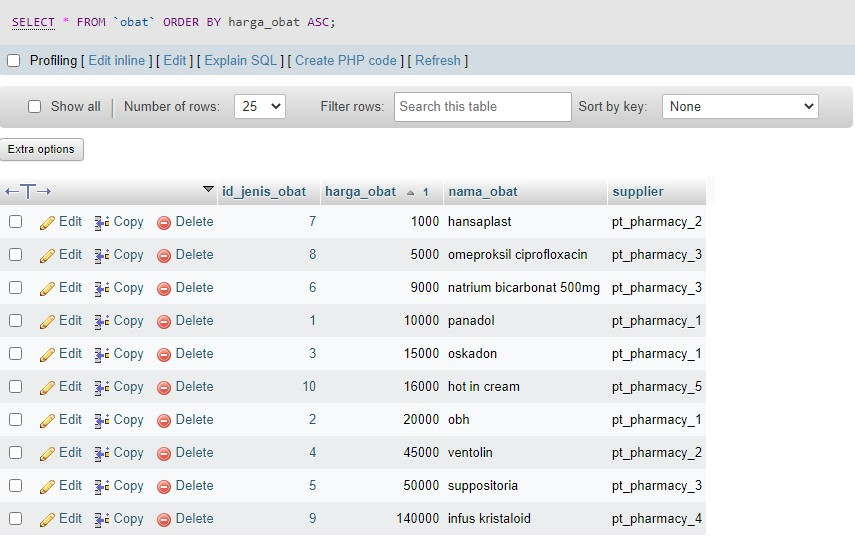 SELECT * FROM `obat` ORDER BY harga_obat ASC;
Profiling [ Edit inline ] [ Edit ] [ Explain SQL ] [ Create PHP code ] [ Refresh ]
Show all Number of rows: 25 Filter rows: Search this table Sort by key: None
Extra options
←T→ id_jenis_obat harga_obat 1 nama_obat supplier
Edit Copy Delete 7 1000 hansaplast pt_pharmacy_2
Edit Copy Delete 8 5000 omeproksil ciprofloxacin pt_pharmacy_3
Edit Copy Delete 6 9000 natrium bicarbonat 500mg pt_pharmacy_3
Edit Copy Delete 1 10000 panadol pt_pharmacy_1
Edit Copy Delete 3 15000 oskadon pt_pharmacy_1
Edit Copy Delete 10 16000 hot in cream pt_pharmacy_5
Edit Copy Delete 2 20000 obh pt_pharmacy_1
Edit Copy Delete 4 45000 ventolin pt_pharmacy_2
Edit Copy Delete 5 50000 suppositoria pt_pharmacy_3
Edit Copy Delete 9 140000 infus kristaloid pt_pharmacy_4